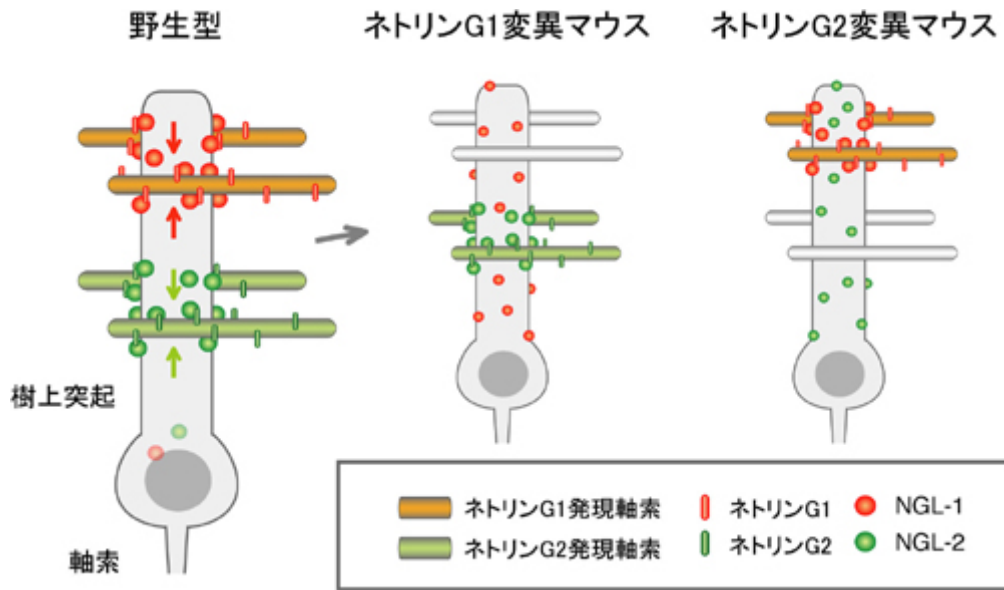 野生型
ネトリンG1変異マウス
ネトリンG2変異マウス
樹上突起
軸索
ネトリンG1発現軸索
ネトリンG1
NGL-1
ネトリンG2発現軸索
ネトリンG2
NGL-2